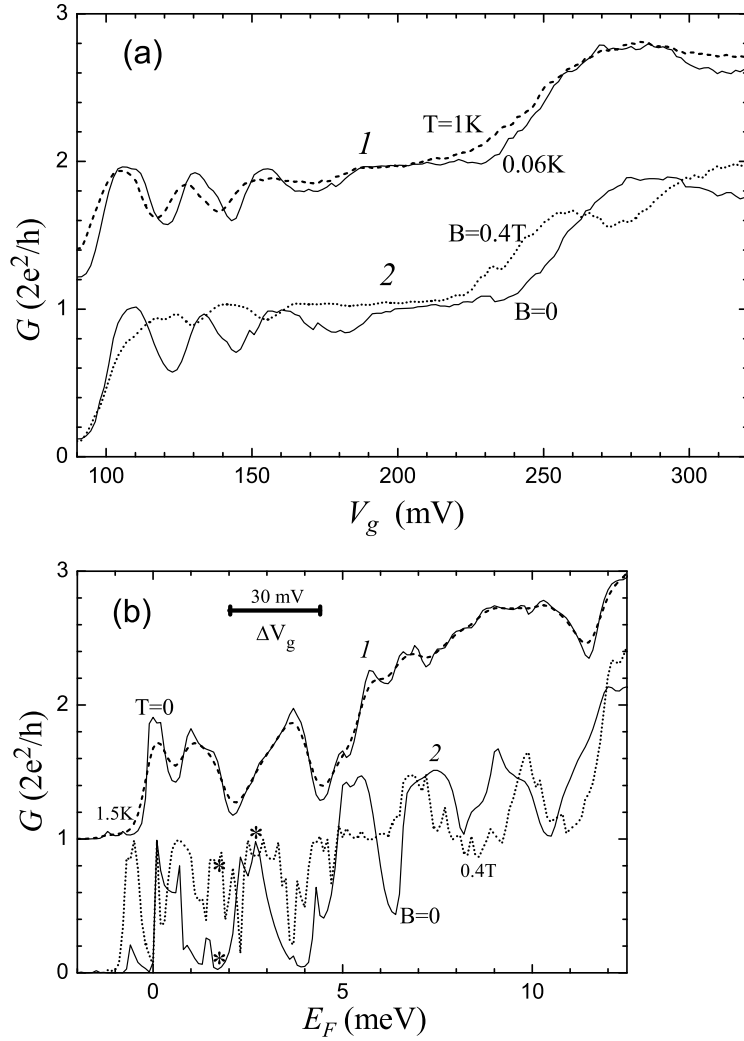 (a)
3
2
1
0
G (2e²/h)
1
T=1K
0.06K
B=0.4T
2
B=0
100 150 200 250 300
V_g (mV)
(b)
3
2
1
0
G (2e²/h)
30 mV
ΔV_g
1
T=0
1.5K
2
*
*
*
0.4T
B=0
0 5 10
E_F (meV)